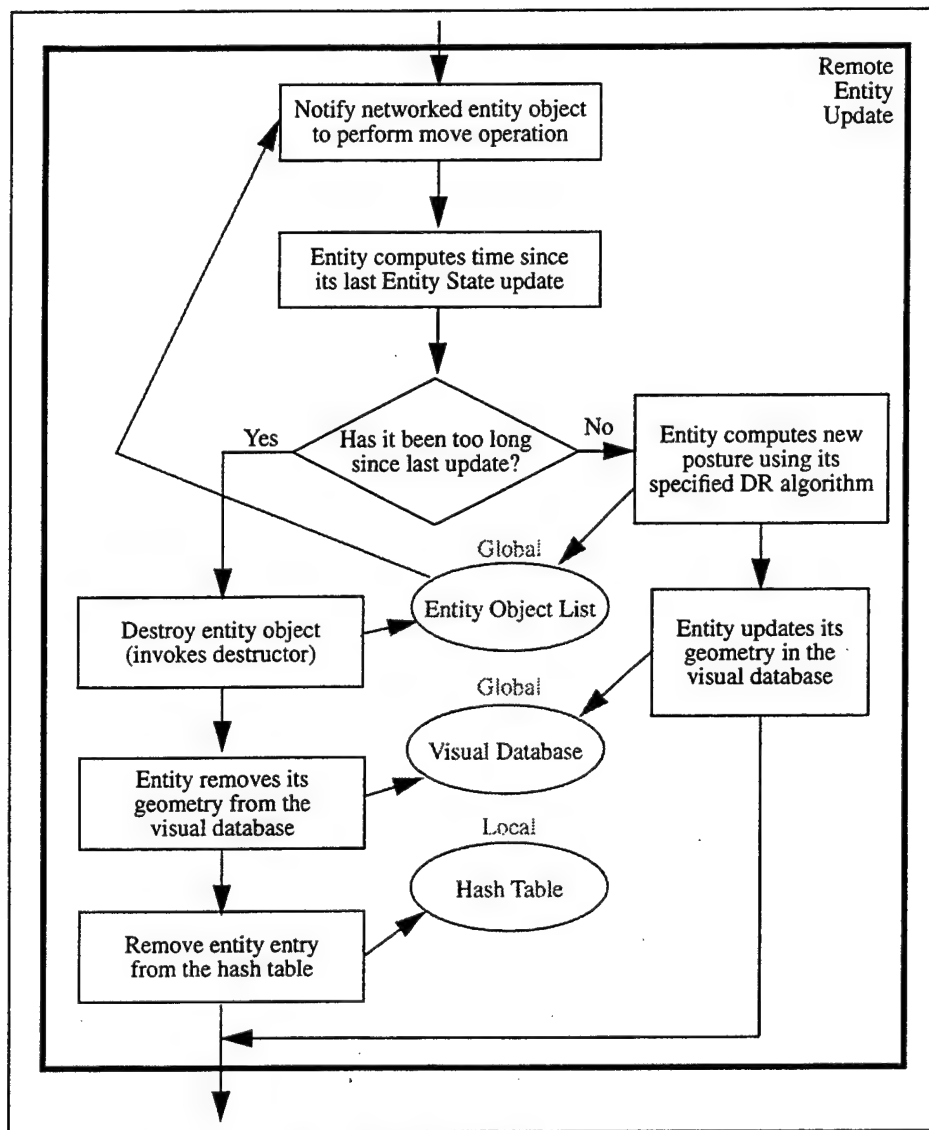 Remote
Entity
Update
Notify networked entity object
to perform move operation
Entity computes time since
its last Entity State update
Yes
Has it been too long
since last update?
No
Entity computes new
posture using its
specified DR algorithm
Global
Entity Object List
Destroy entity object
(invokes destructor)
Entity updates its
geometry in the
visual database
Global
Visual Database
Entity removes its
geometry from the
visual database
Local
Hash Table
Remove entity entry
from the hash table